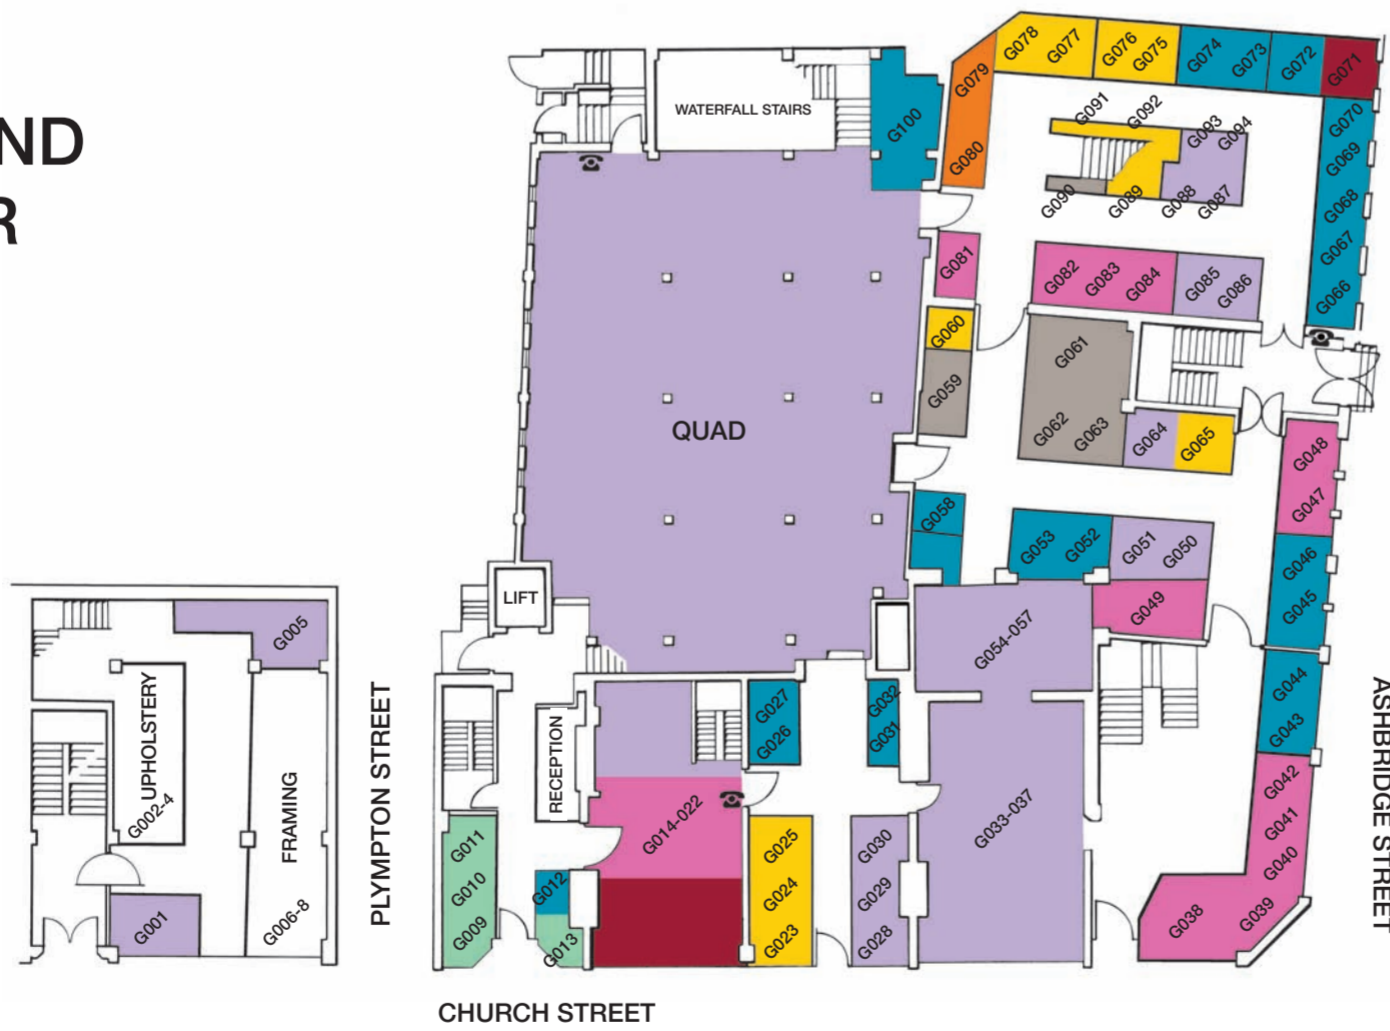 ND
R
WATERFALL STAIRS
G100
G079
G080
G078
G077
G076
G075
G074
G073
G072
G071
G070
G069
G068
G067
G066
G091
G092
G093
G094
G090
G089
G088
G087
G081
G082
G083
G084
G085
G086
G060
G059
G061
G062
G063
G064
G065
QUAD
G048
G047
G058
G053
G052
G051
G050
G049
G046
G045
LIFT
G054-057
G044
G043
G005
UPHOLSTERY
G002-4
FRAMING
G006-8
G001
PLYMPTON STREET
RECEPTION
G027
G026
G032
G031
G014-022
G033-037
G011
G010
G009
G012
G013
G025
G024
G023
G030
G029
G028
G042
G041
G040
G039
G038
ASHBRIDGE STREET
CHURCH STREET